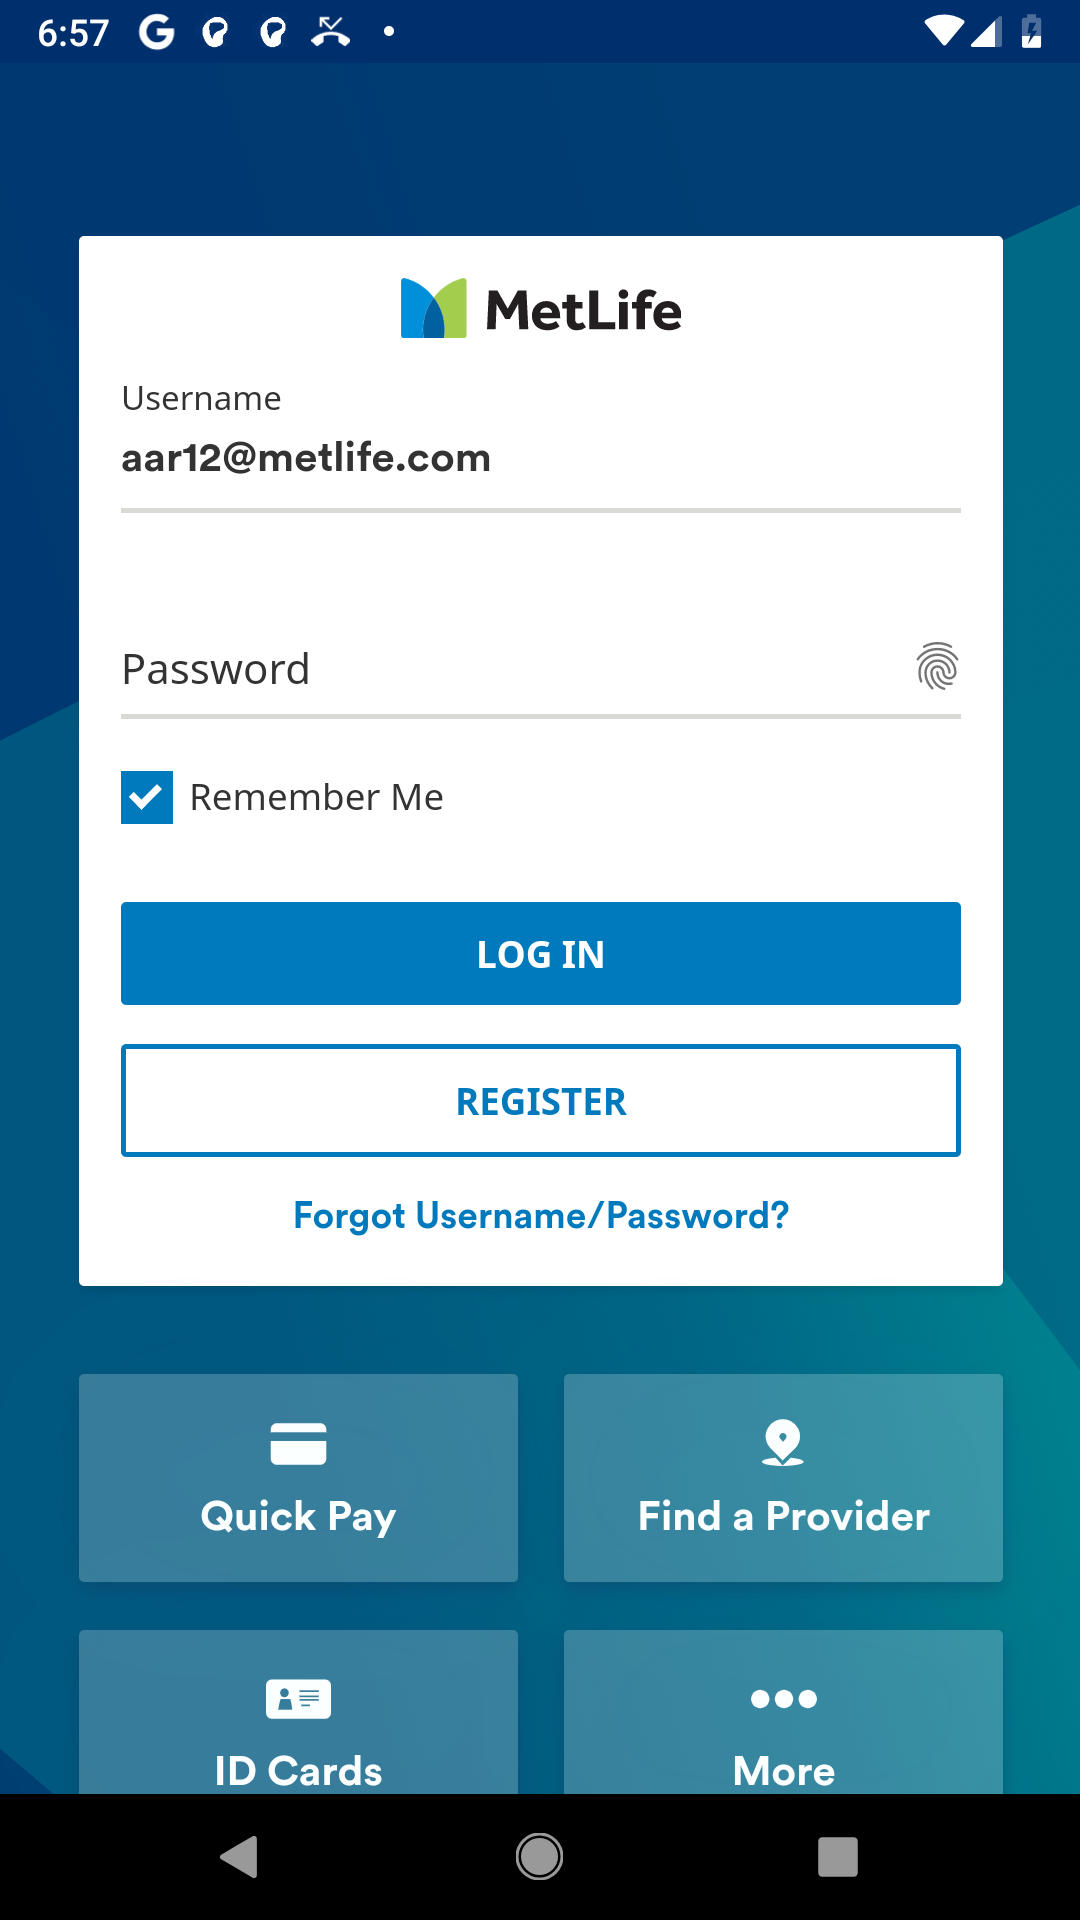 6:57
MetLife
Username
aar12@metlife.com
Password
Remember Me
LOG IN
REGISTER
Forgot Username/Password?
Quick Pay
Find a Provider
ID Cards
More